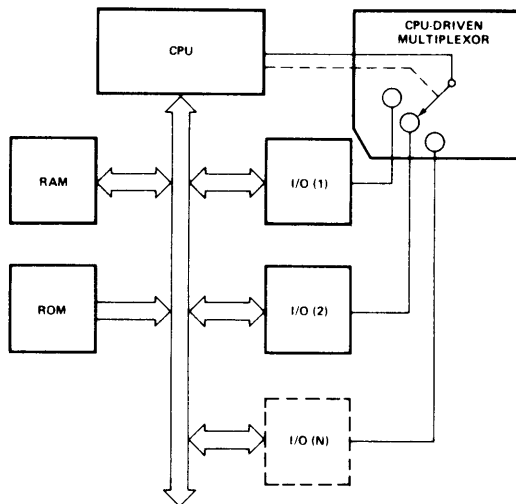 CPU
CPU-DRIVEN
MULTIPLEXOR
RAM
I/O (1)
ROM
I/O (2)
I/O (N)